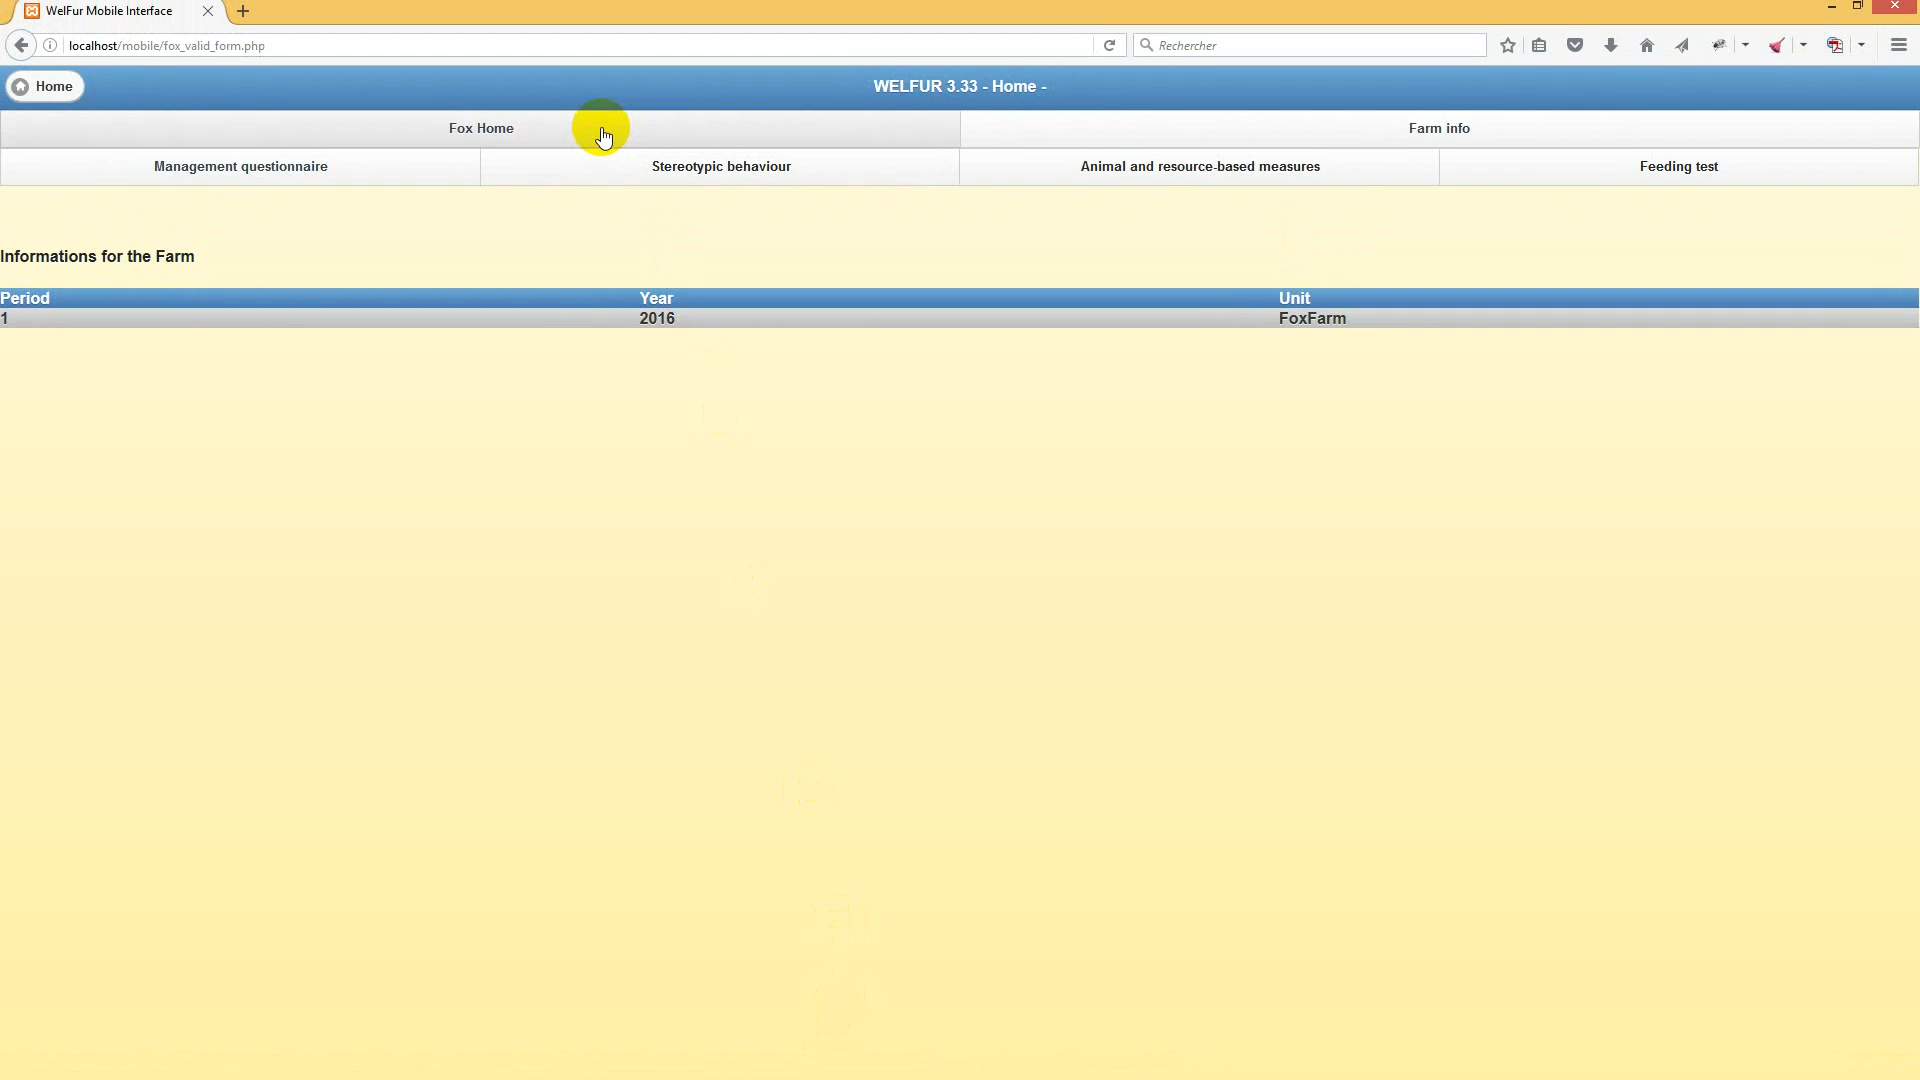 WelFur Mobile Interface
localhost/mobile/fox_valid_form.php
Rechercher
Home
WELFUR 3.33 - Home -
Fox Home
Farm info
Management questionnaire
Stereotypic behaviour
Animal and resource-based measures
Feeding test
Informations for the Farm
Period Year Unit
1 2016 FoxFarm